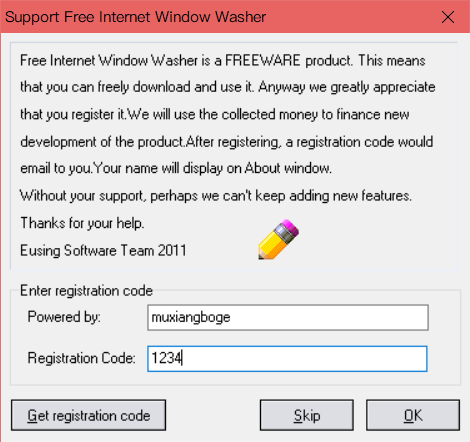 Support Free Internet Window Washer
Free Internet Window Washer is a FREEWARE product. This means
that you can freely download and use it. Anyway we greatly appreciate
that you register it.We will use the collected money to finance new
development of the product.After registering, a registration code would
email to you.Your name will display on About window.
Without your support, perhaps we can't keep adding new features.
Thanks for your help.
Eusing Software Team 2011
Enter registration code
Powered by: muxiangboge
Registration Code: 1234
Get registration code Skip OK